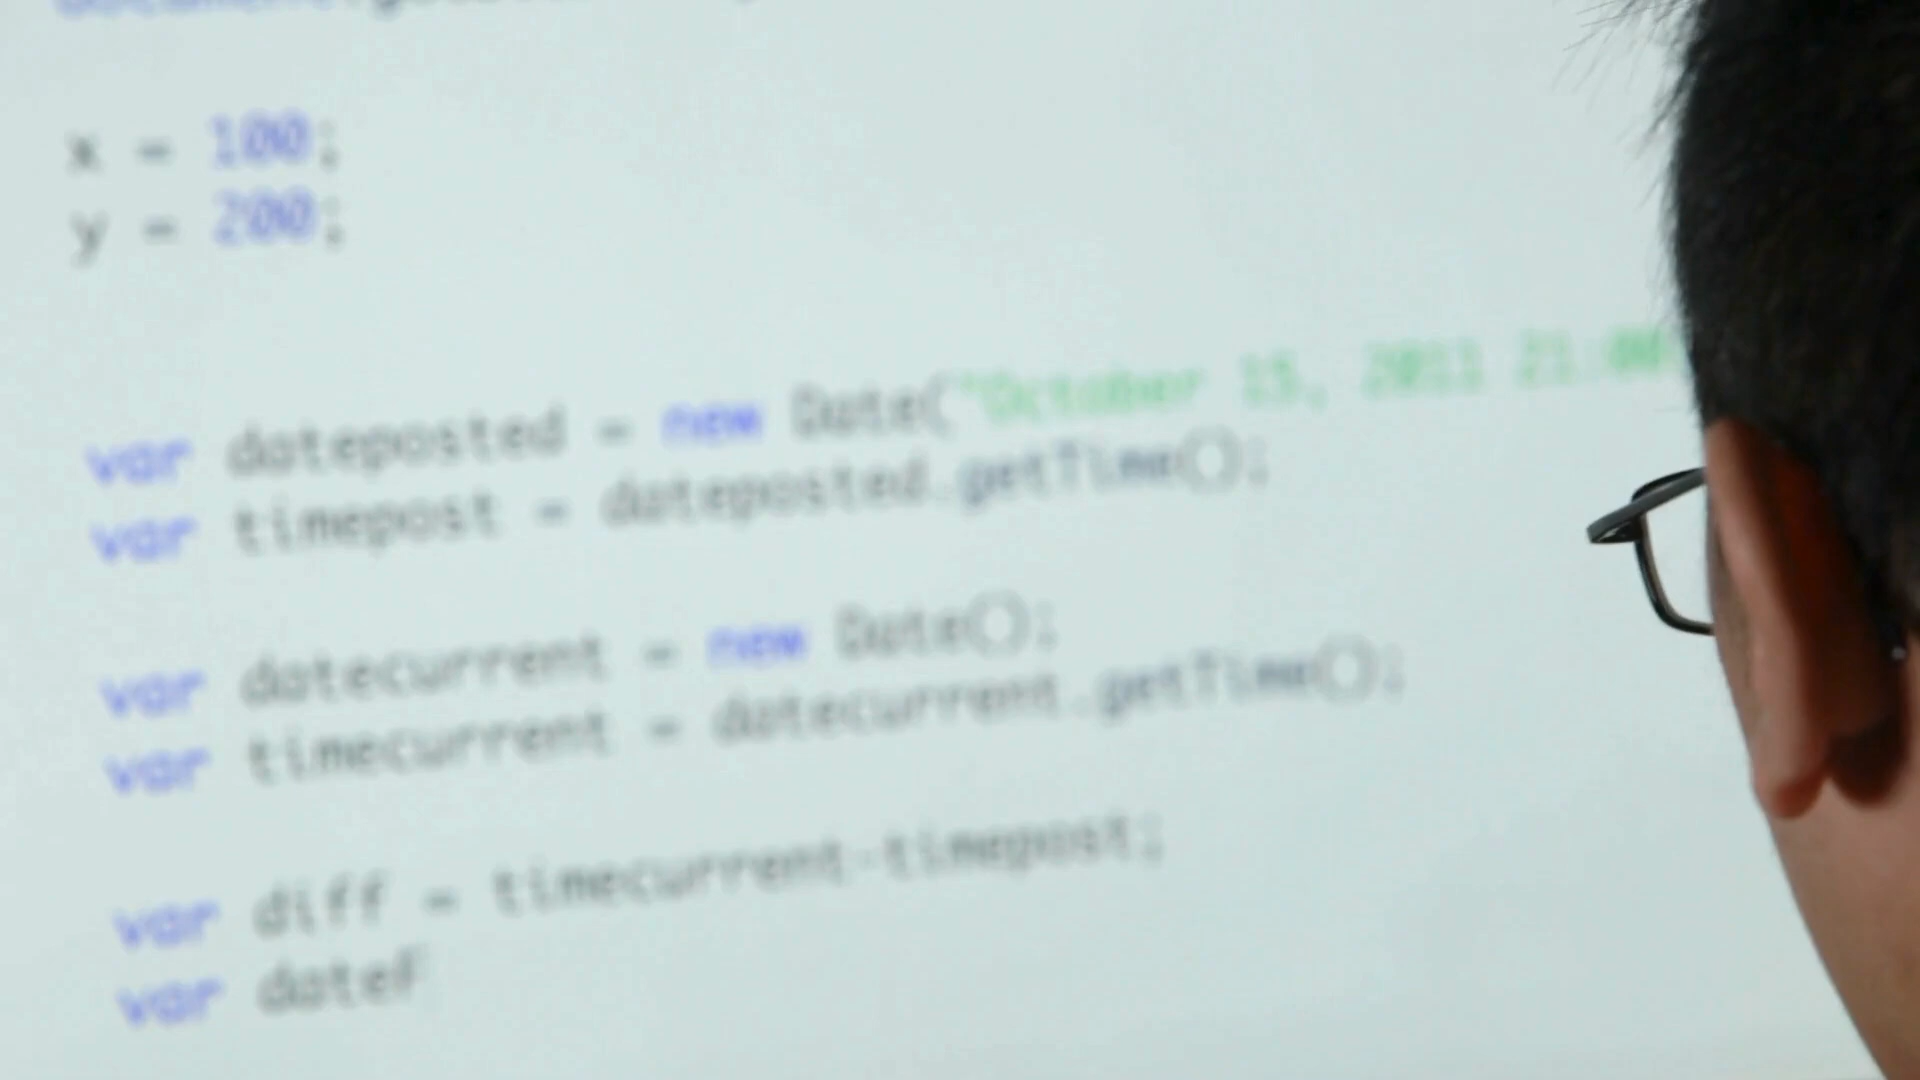 x = 100;
y = 200;
var dateposted = new Date("October 15, 2011 21:00
var timepost = dateposted.getTime();
var datecurrent = new Date();
var timecurrent = datecurrent.getTime();
var diff = timecurrent-timepost;
var dateF